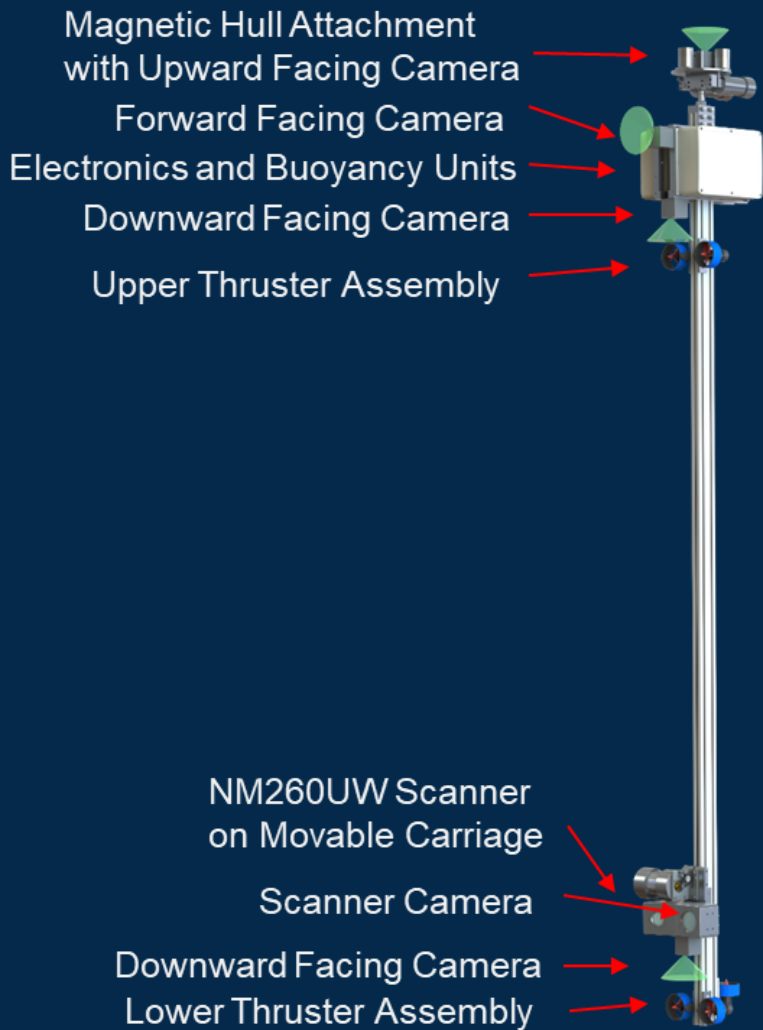 Magnetic Hull Attachment
with Upward Facing Camera
Forward Facing Camera
Electronics and Buoyancy Units
Downward Facing Camera
Upper Thruster Assembly
NM260UW Scanner
on Movable Carriage
Scanner Camera
Downward Facing Camera
Lower Thruster Assembly